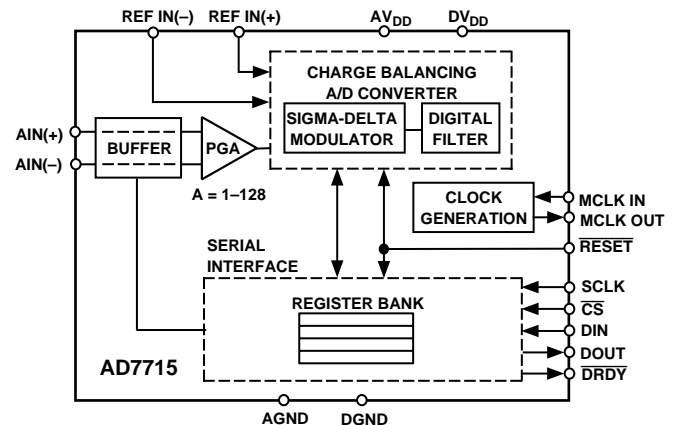 REF IN(–) REF IN(+) AVDD DVDD
CHARGE BALANCING
A/D CONVERTER
SIGMA-DELTA
MODULATOR
DIGITAL
FILTER
AIN(+)
AIN(–)
BUFFER
PGA
A = 1–128
CLOCK
GENERATION
MCLK IN
MCLK OUT
RESET
SERIAL
INTERFACE
REGISTER BANK
SCLK
CS
DIN
DOUT
DRDY
AD7715
AGND DGND